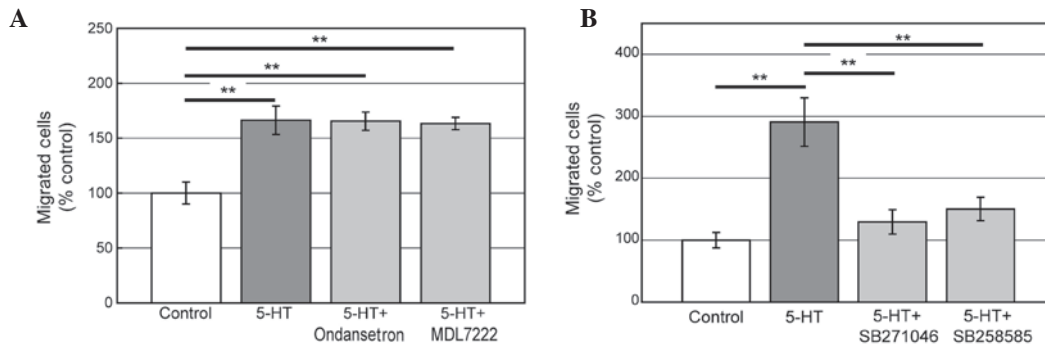 A
Migrated cells
(% control)
250
200
150
100
50
0
**
**
**
Control
5-HT
5-HT+
Ondansetron
5-HT+
MDL7222
B
Migrated cells
(% control)
400
300
200
100
0
**
**
**
Control
5-HT
5-HT+
SB271046
5-HT+
SB258585